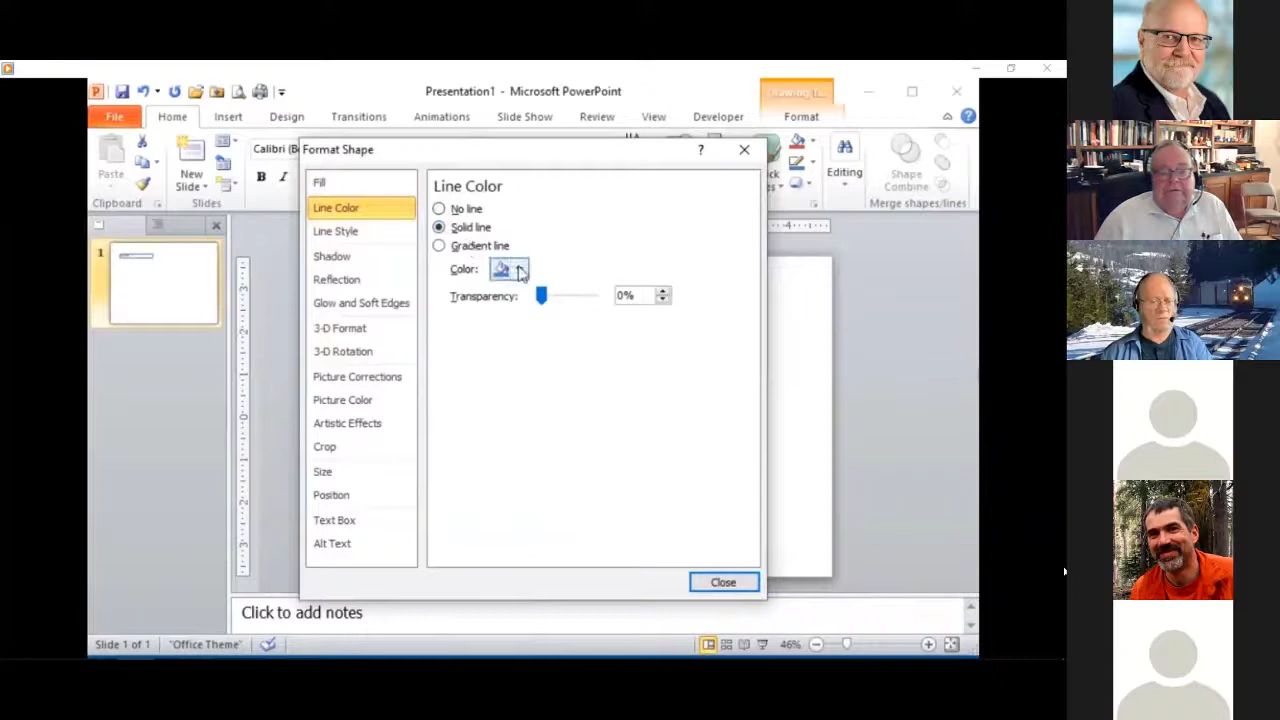 Presentation1 - Microsoft PowerPoint
Drawing T...
File Home Insert Design Transitions Animations Slide Show Review View Developer Format
Paste
New
Slide
Calibri (B
B I
Editing
Shape
Combine
Clipboard
Slides
Merge shapes/lines
Format Shape
Fill
Line Color
Line Style
Shadow
Reflection
Glow and Soft Edges
3-D Format
3-D Rotation
Picture Corrections
Picture Color
Artistic Effects
Crop
Size
Position
Text Box
Alt Text
Line Color
No line
Solid line
Gradient line
Color:
Transparency:
0%
Close
1
Click to add notes
Slide 1 of 1
"Office Theme"
46%